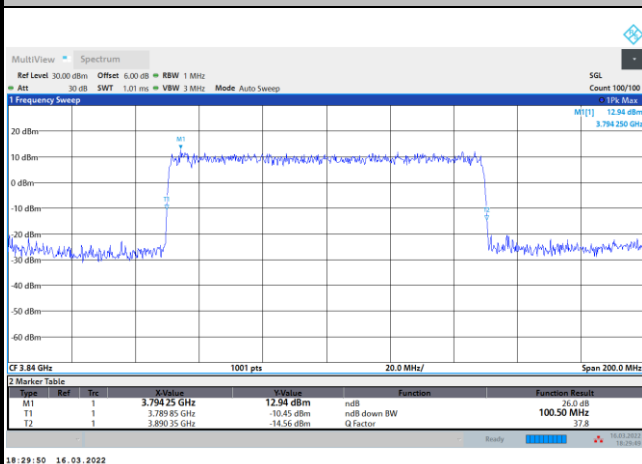 MultiView Spectrum
Ref Level 30.00 dBm Offset 6.00 dB RBW 1 MHz SGL
Att 30 dB SWT 1.01 ms VBW 3 MHz Mode Auto Sweep Count 100/100
1 Frequency Sweep 1Pk Max
M1[1] 12.94 dBm
3.794 250 GHz
20 dBm
M1
10 dBm
0 dBm
T1
-10 dBm
T2
-20 dBm
-30 dBm
-40 dBm
-50 dBm
-60 dBm
CF 3.84 GHz 1001 pts 20.0 MHz/ Span 200.0 MHz
2 Marker Table
Type Ref Trc X-Value Y-Value Function Function Result
M1 1 3.794 25 GHz 12.94 dBm ndB 26.0 dB
T1 1 3.789 85 GHz -10.45 dBm ndB down BW 100.50 MHz
T2 1 3.890 35 GHz -14.56 dBm Q Factor 37.8
Ready 16.03.2022
18:29:49
18:29:50 16.03.2022